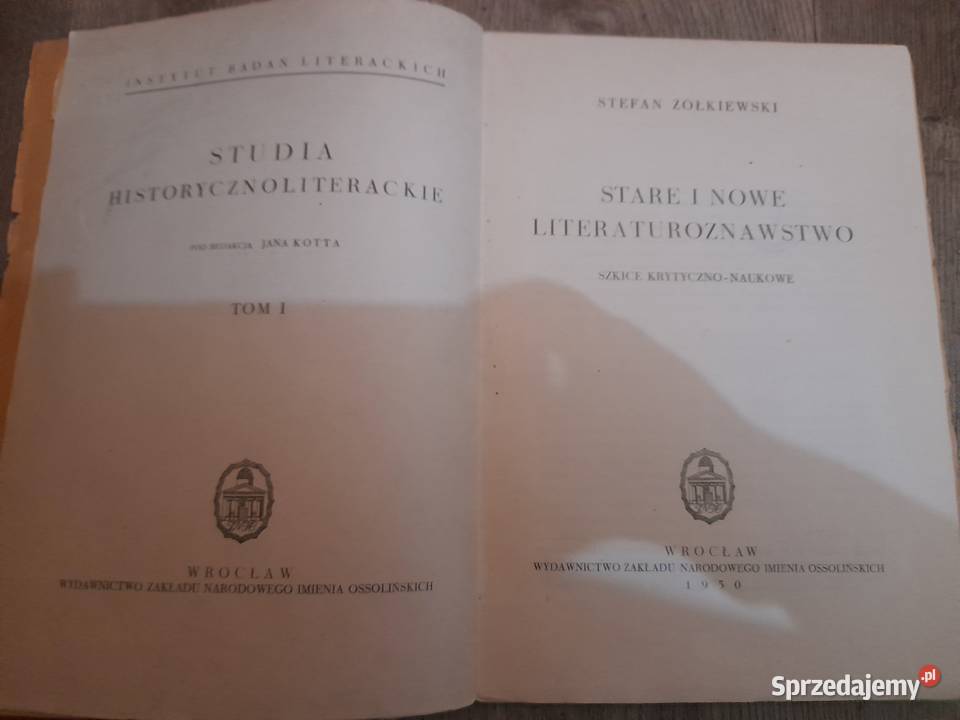 INSTYTUT BADAŃ LITERACKICH
STUDIA
HISTORYCZNOLITERACKIE
POD REDAKCJĄ JANA KOTTA
TOM I
WROCŁAW
WYDAWNICTWO ZAKŁADU NARODOWEGO IMIENIA OSSOLIŃSKICH
STEFAN ŻÓŁKIEWSKI
STARE I NOWE
LITERATUROZNAWSTWO
SZKICE KRYTYCZNO-NAUKOWE
WROCŁAW
WYDAWNICTWO ZAKŁADU NARODOWEGO IMIENIA OSSOLIŃSKICH
1950
Sprzedajemy.pl